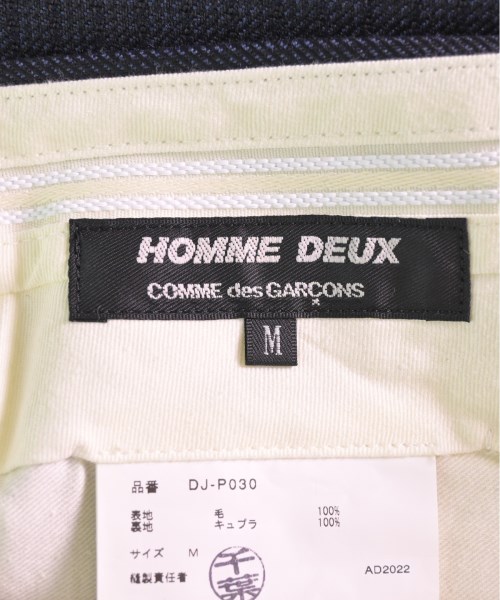 HOMME DEUX
COMME des GARÇONS
M
品番 DJ-P030
表地 毛 100%
裏地 キュプラ 100%
サイズ M
縫製責任者 千葉 AD2022